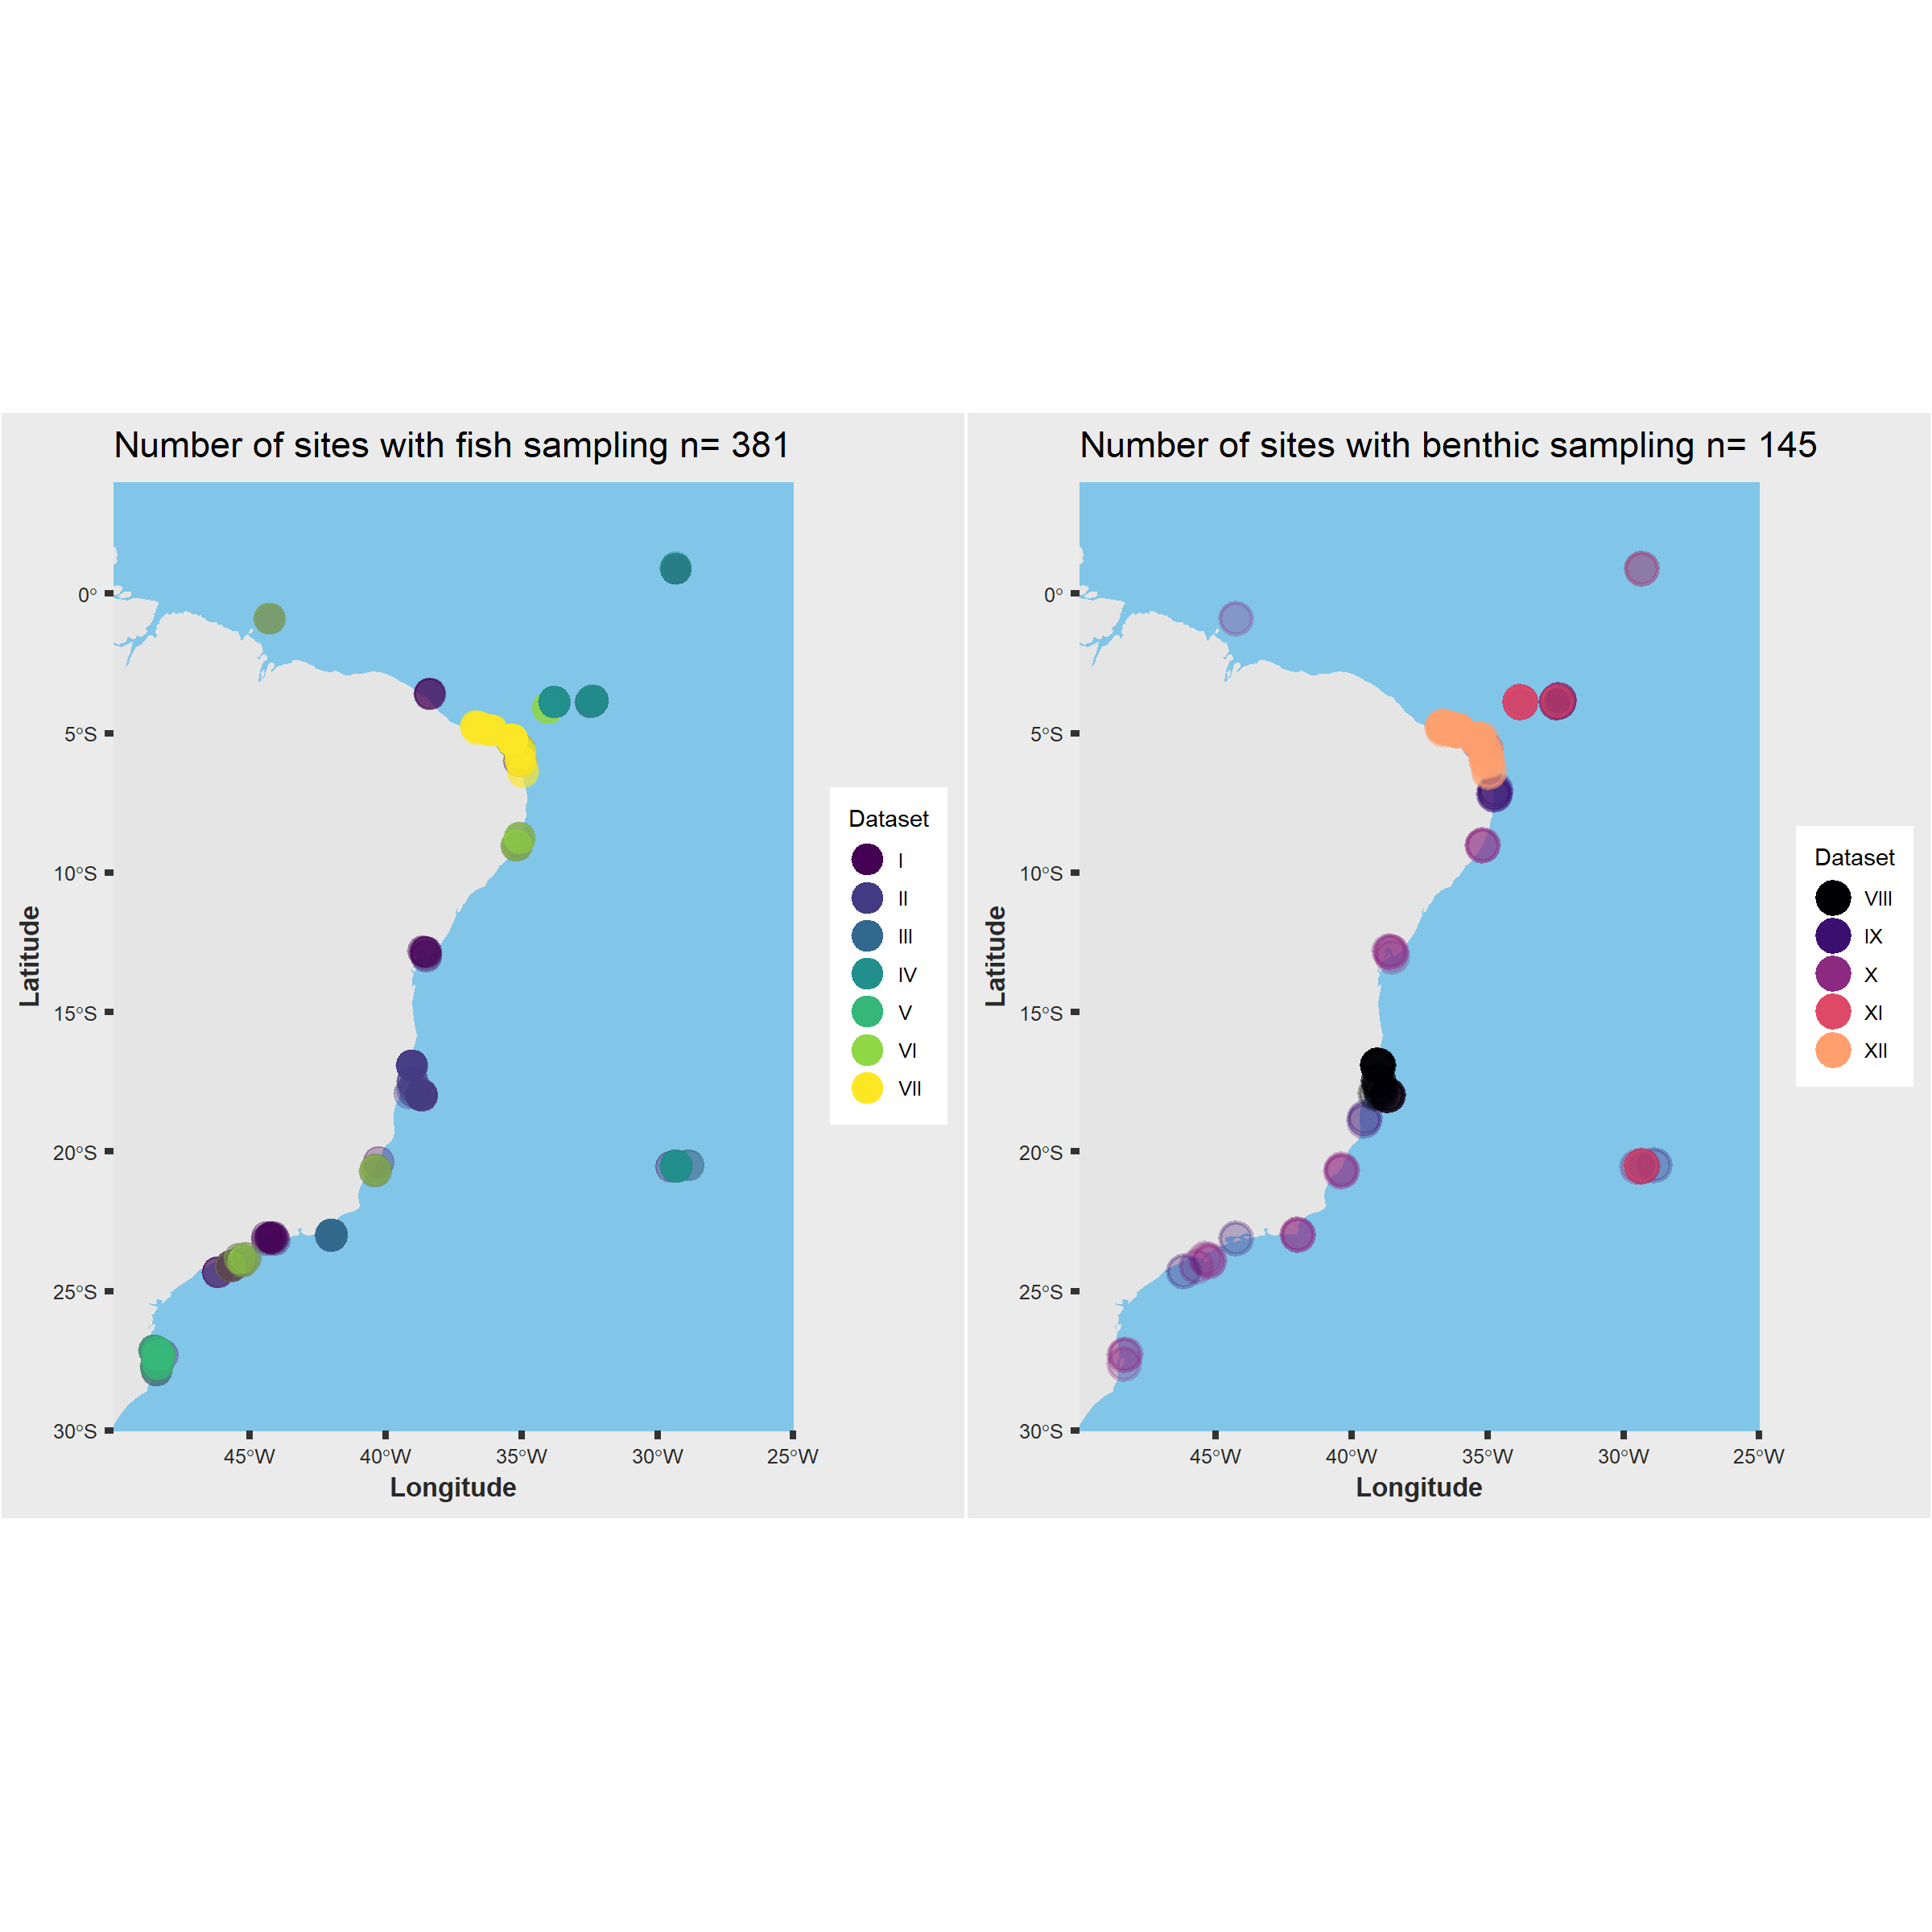 Number of sites with fish sampling n= 381
0°
5°S
10°S
15°S
20°S
25°S
30°S
45°W 40°W 35°W 30°W 25°W
Longitude
Latitude
Dataset
I
II
III
IV
V
VI
VII
Number of sites with benthic sampling n= 145
0°
5°S
10°S
15°S
20°S
25°S
30°S
45°W 40°W 35°W 30°W 25°W
Longitude
Latitude
Dataset
VIII
IX
X
XI
XII